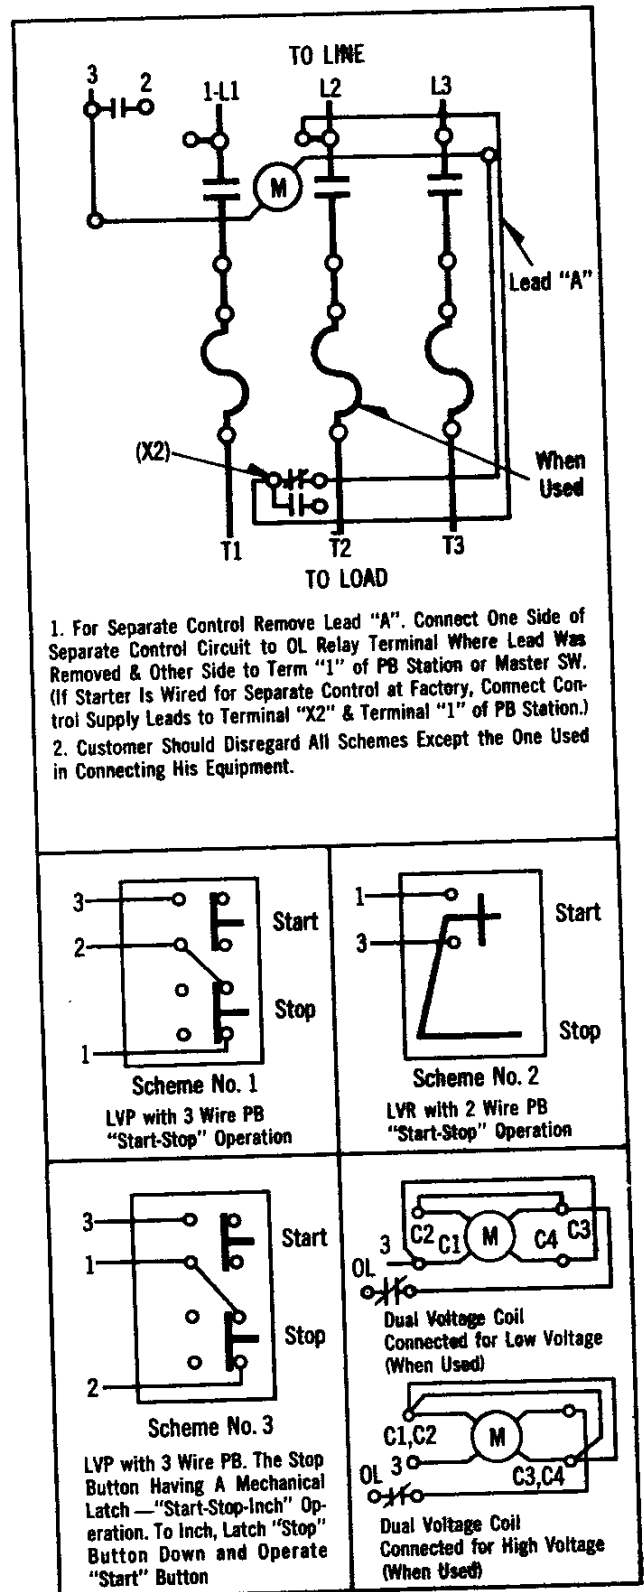 TO LINE
3
2
1-L1
L2
L3
M
Lead "A"
(X2)
When
Used
T1
T2
T3
TO LOAD
1. For Separate Control Remove Lead "A". Connect One Side of
Separate Control Circuit to OL Relay Terminal Where Lead Was
Removed & Other Side to Term "1" of PB Station or Master SW.
(If Starter Is Wired for Separate Control at Factory, Connect Con-
trol Supply Leads to Terminal "X2" & Terminal "1" of PB Station.)
2. Customer Should Disregard All Schemes Except the One Used
in Connecting His Equipment.
3
2
1
Start
Stop
Scheme No. 1
LVP with 3 Wire PB
"Start-Stop" Operation
1
3
Start
Stop
Scheme No. 2
LVR with 2 Wire PB
"Start-Stop" Operation
3
1
2
Start
Stop
Scheme No. 3
LVP with 3 Wire PB. The Stop
Button Having A Mechanical
Latch —"Start-Stop-Inch" Op-
eration. To Inch, Latch "Stop"
Button Down and Operate
"Start" Button
C2
C1
M
C4
C3
3
OL
Dual Voltage Coil
Connected for Low Voltage
(When Used)
C1,C2
M
3
OL
C3,C4
Dual Voltage Coil
Connected for High Voltage
(When Used)